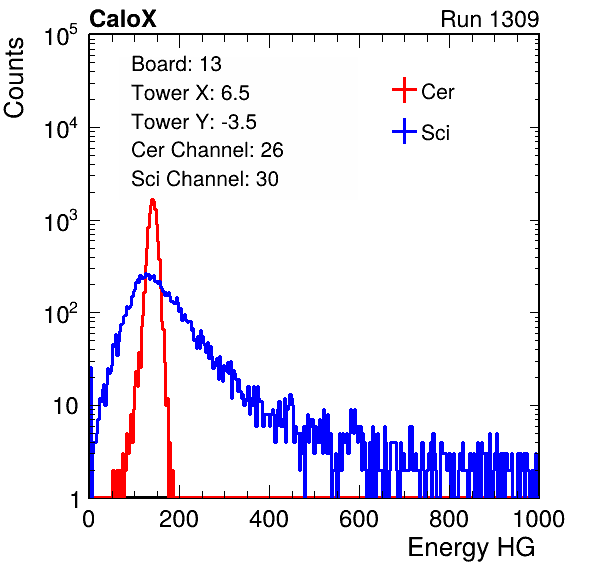 CaloX Run 1309
Counts
Board: 13
Tower X: 6.5
Tower Y: -3.5
Cer Channel: 26
Sci Channel: 30
Cer
Sci
10^5
10^4
10^3
10^2
10
1
0 200 400 600 800 1000
Energy HG